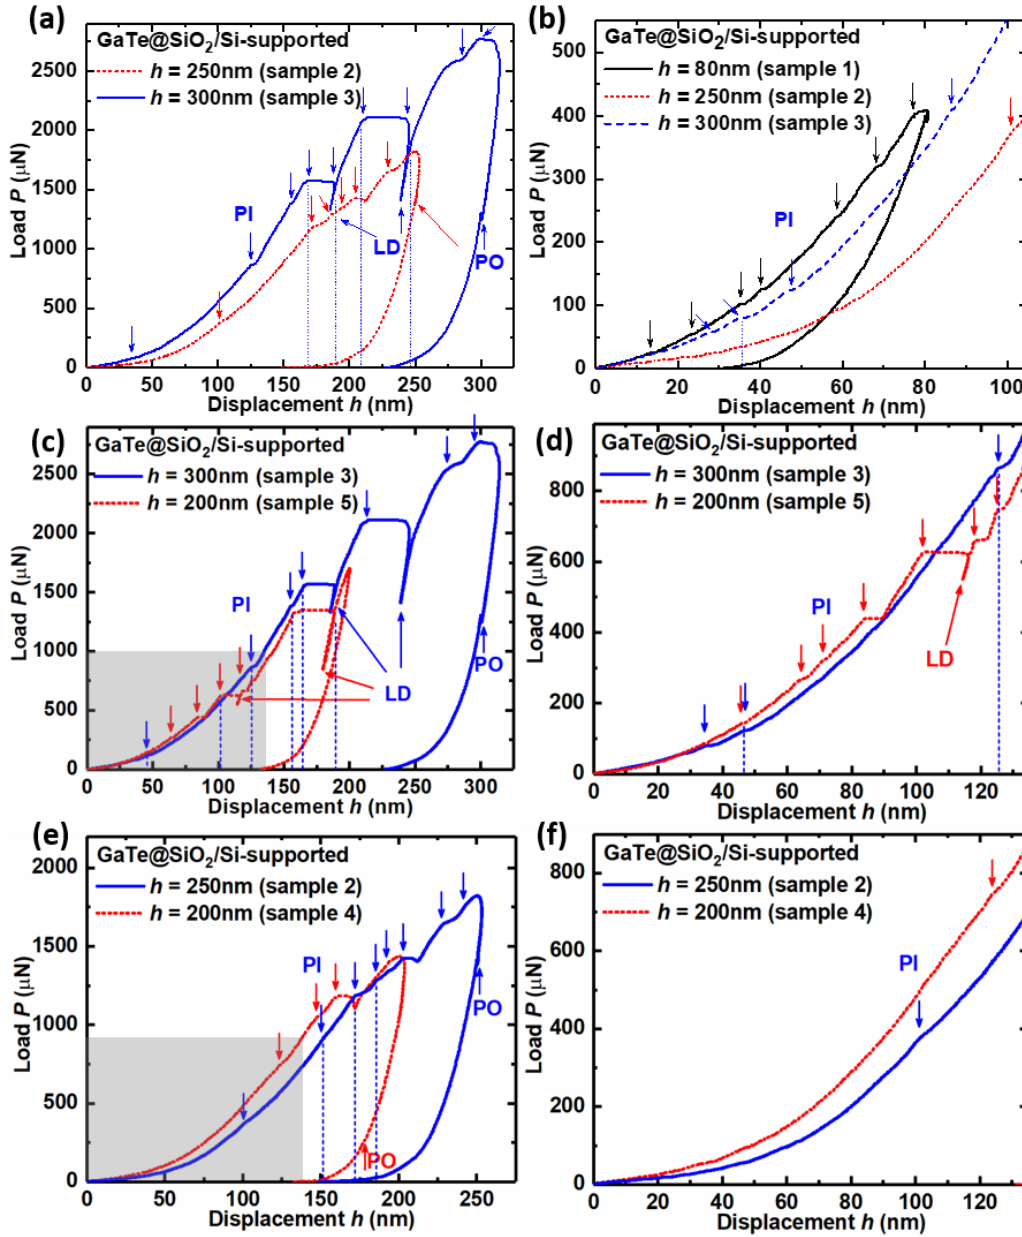 (a)
GaTe@SiO2/Si-supported
h = 250nm (sample 2)
h = 300nm (sample 3)
PI
LD
PO
Load P (μN)
2500
2000
1500
1000
500
0
0 50 100 150 200 250 300
Displacement h (nm)
(b)
GaTe@SiO2/Si-supported
h = 80nm (sample 1)
h = 250nm (sample 2)
h = 300nm (sample 3)
PI
Load P (μN)
500
400
300
200
100
0
0 20 40 60 80 100
Displacement h (nm)
(c)
GaTe@SiO2/Si-supported
h = 300nm (sample 3)
h = 200nm (sample 5)
PI
LD
PO
Load P (μN)
2500
2000
1500
1000
500
0
0 50 100 150 200 250 300
Displacement h (nm)
(d)
GaTe@SiO2/Si-supported
h = 300nm (sample 3)
h = 200nm (sample 5)
PI
LD
Load P (μN)
800
600
400
200
0
0 20 40 60 80 100 120
Displacement h (nm)
(e)
GaTe@SiO2/Si-supported
h = 250nm (sample 2)
h = 200nm (sample 4)
PI
PO
PO
Load P (μN)
2000
1500
1000
500
0
0 50 100 150 200 250
Displacement h (nm)
(f)
GaTe@SiO2/Si-supported
h = 250nm (sample 2)
h = 200nm (sample 4)
PI
Load P (μN)
800
600
400
200
0
0 20 40 60 80 100 120
Displacement h (nm)